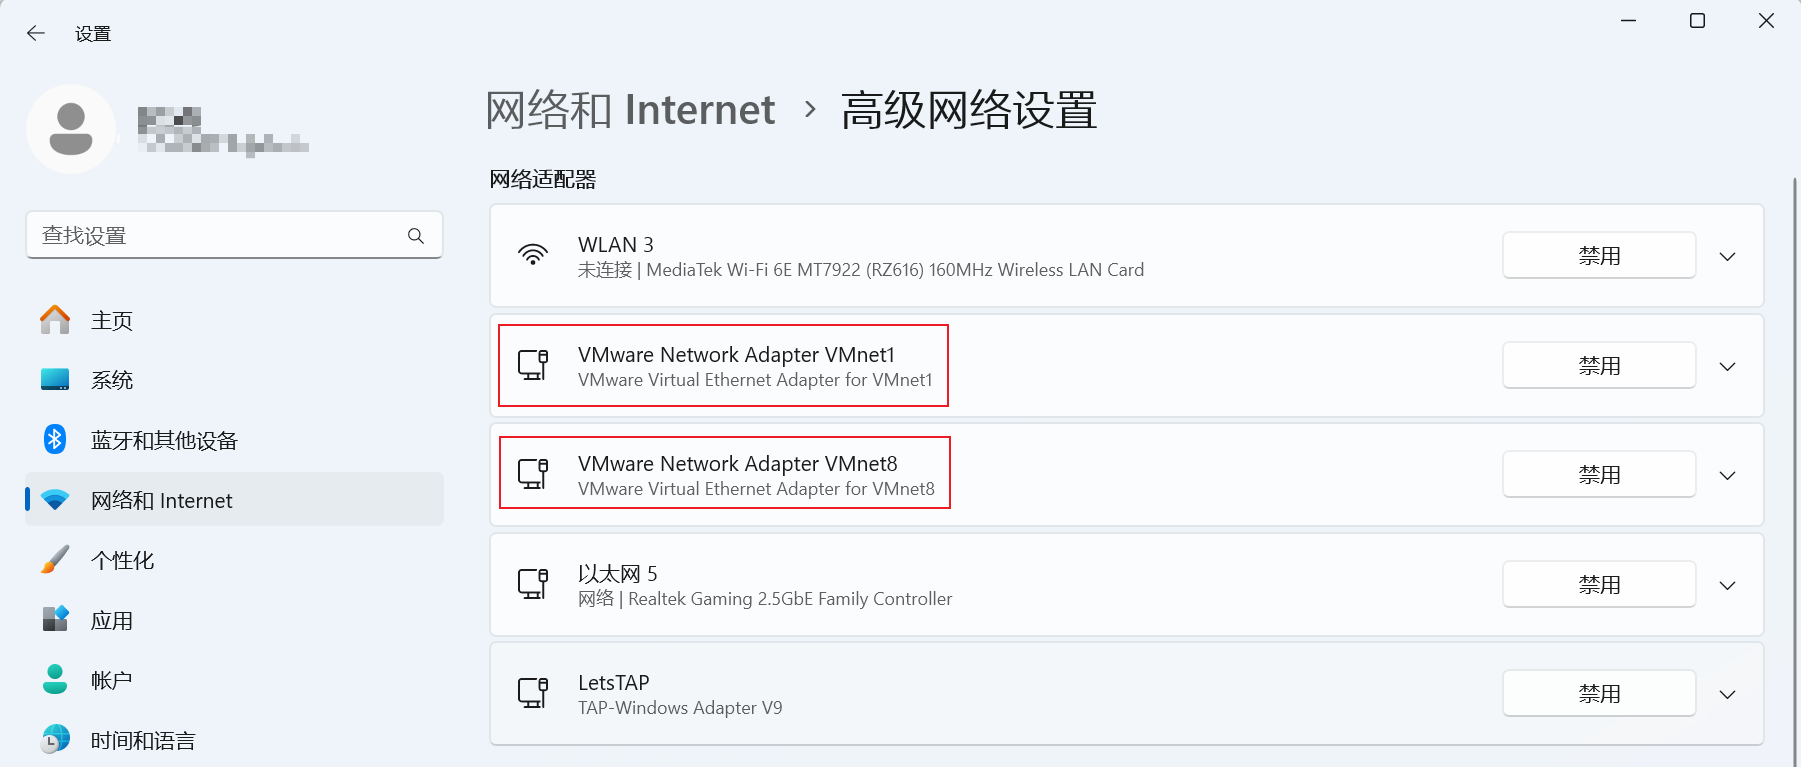 设置
网络和 Internet › 高级网络设置
查找设置
主页
系统
蓝牙和其他设备
网络和 Internet
个性化
应用
帐户
时间和语言
网络适配器
WLAN 3
未连接 | MediaTek Wi-Fi 6E MT7922 (RZ616) 160MHz Wireless LAN Card
禁用
VMware Network Adapter VMnet1
VMware Virtual Ethernet Adapter for VMnet1
禁用
VMware Network Adapter VMnet8
VMware Virtual Ethernet Adapter for VMnet8
禁用
以太网 5
网络 | Realtek Gaming 2.5GbE Family Controller
禁用
LetsTAP
TAP-Windows Adapter V9
禁用